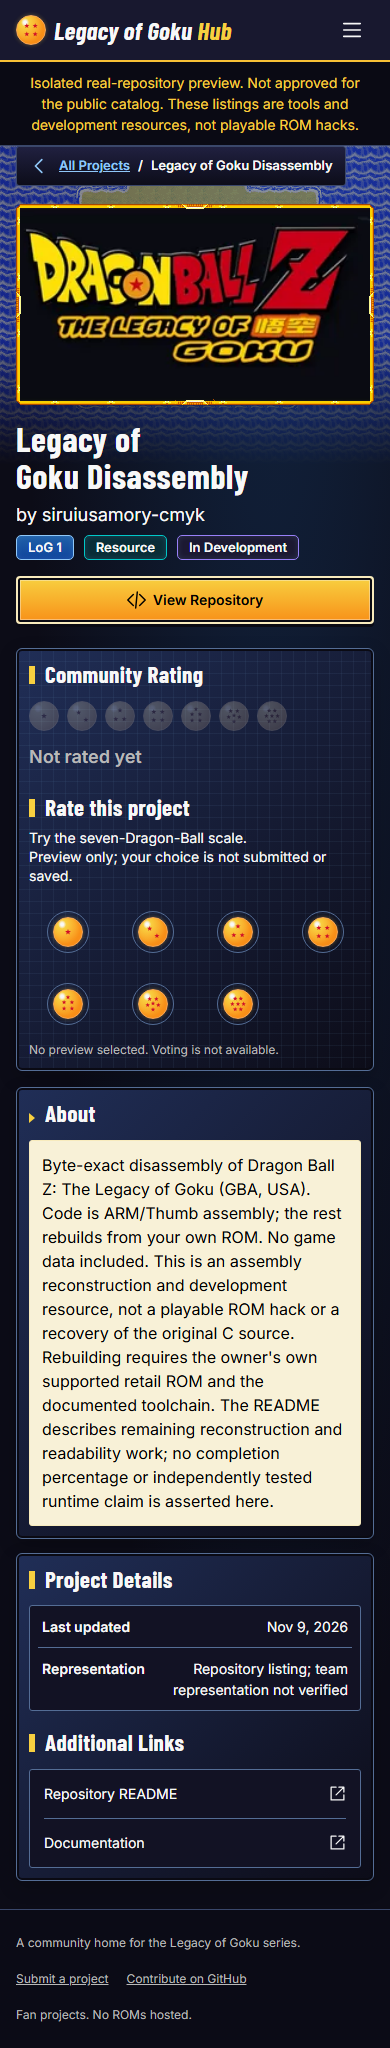 Legacy of Goku Hub
Isolated real-repository preview. Not approved for
the public catalog. These listings are tools and
development resources, not playable ROM hacks.
All Projects / Legacy of Goku Disassembly
DRAGON BALL Z
THE LEGACY OF 悟空
GOKU
Legacy of
Goku Disassembly
by siruiusamory-cmyk
LoG 1 Resource In Development
View Repository
Community Rating
Not rated yet
Rate this project
Try the seven-Dragon-Ball scale.
Preview only; your choice is not submitted or
saved.
No preview selected. Voting is not available.
About
Byte-exact disassembly of Dragon Ball
Z: The Legacy of Goku (GBA, USA).
Code is ARM/Thumb assembly; the rest
rebuilds from your own ROM. No game
data included. This is an assembly
reconstruction and development
resource, not a playable ROM hack or a
recovery of the original C source.
Rebuilding requires the owner's own
supported retail ROM and the
documented toolchain. The README
describes remaining reconstruction and
readability work; no completion
percentage or independently tested
runtime claim is asserted here.
Project Details
Last updated Nov 9, 2026
Representation Repository listing; team
representation not verified
Additional Links
Repository README
Documentation
A community home for the Legacy of Goku series.
Submit a project Contribute on GitHub
Fan projects. No ROMs hosted.